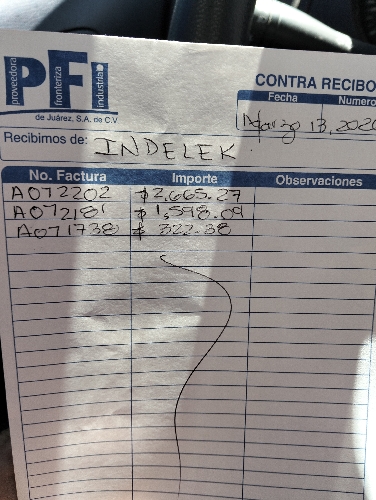 PFI
proveedora fronteriza industrial
de Juárez, S.A. de C.V
CONTRA RECIBO
Fecha Numero
Marzo 13, 2020
Recibimos de: INDELEK
No. Factura Importe Observaciones
A072202 $2,665.27
A072181 $1,598.09
A071738 $ 322.38